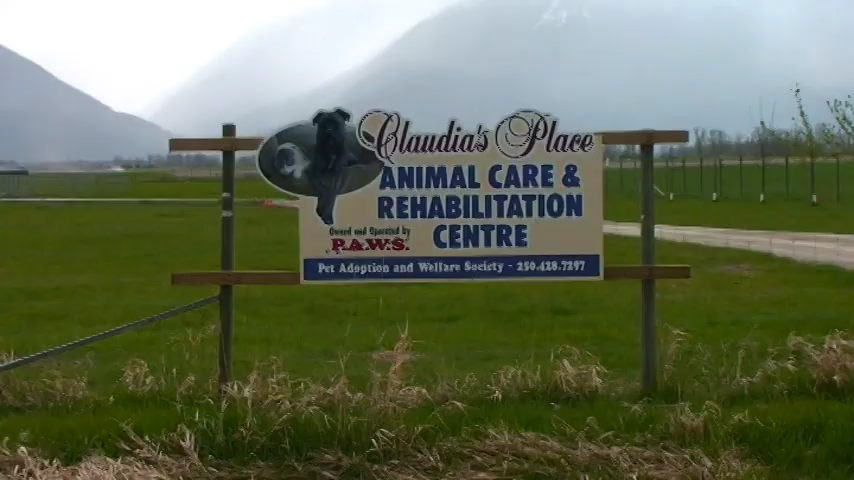 Claudia's Place
ANIMAL CARE &
REHABILITATION
CENTRE
Owned and Operated by
P.A.W.S.
Pet Adoption and Welfare Society - 250.428.7297